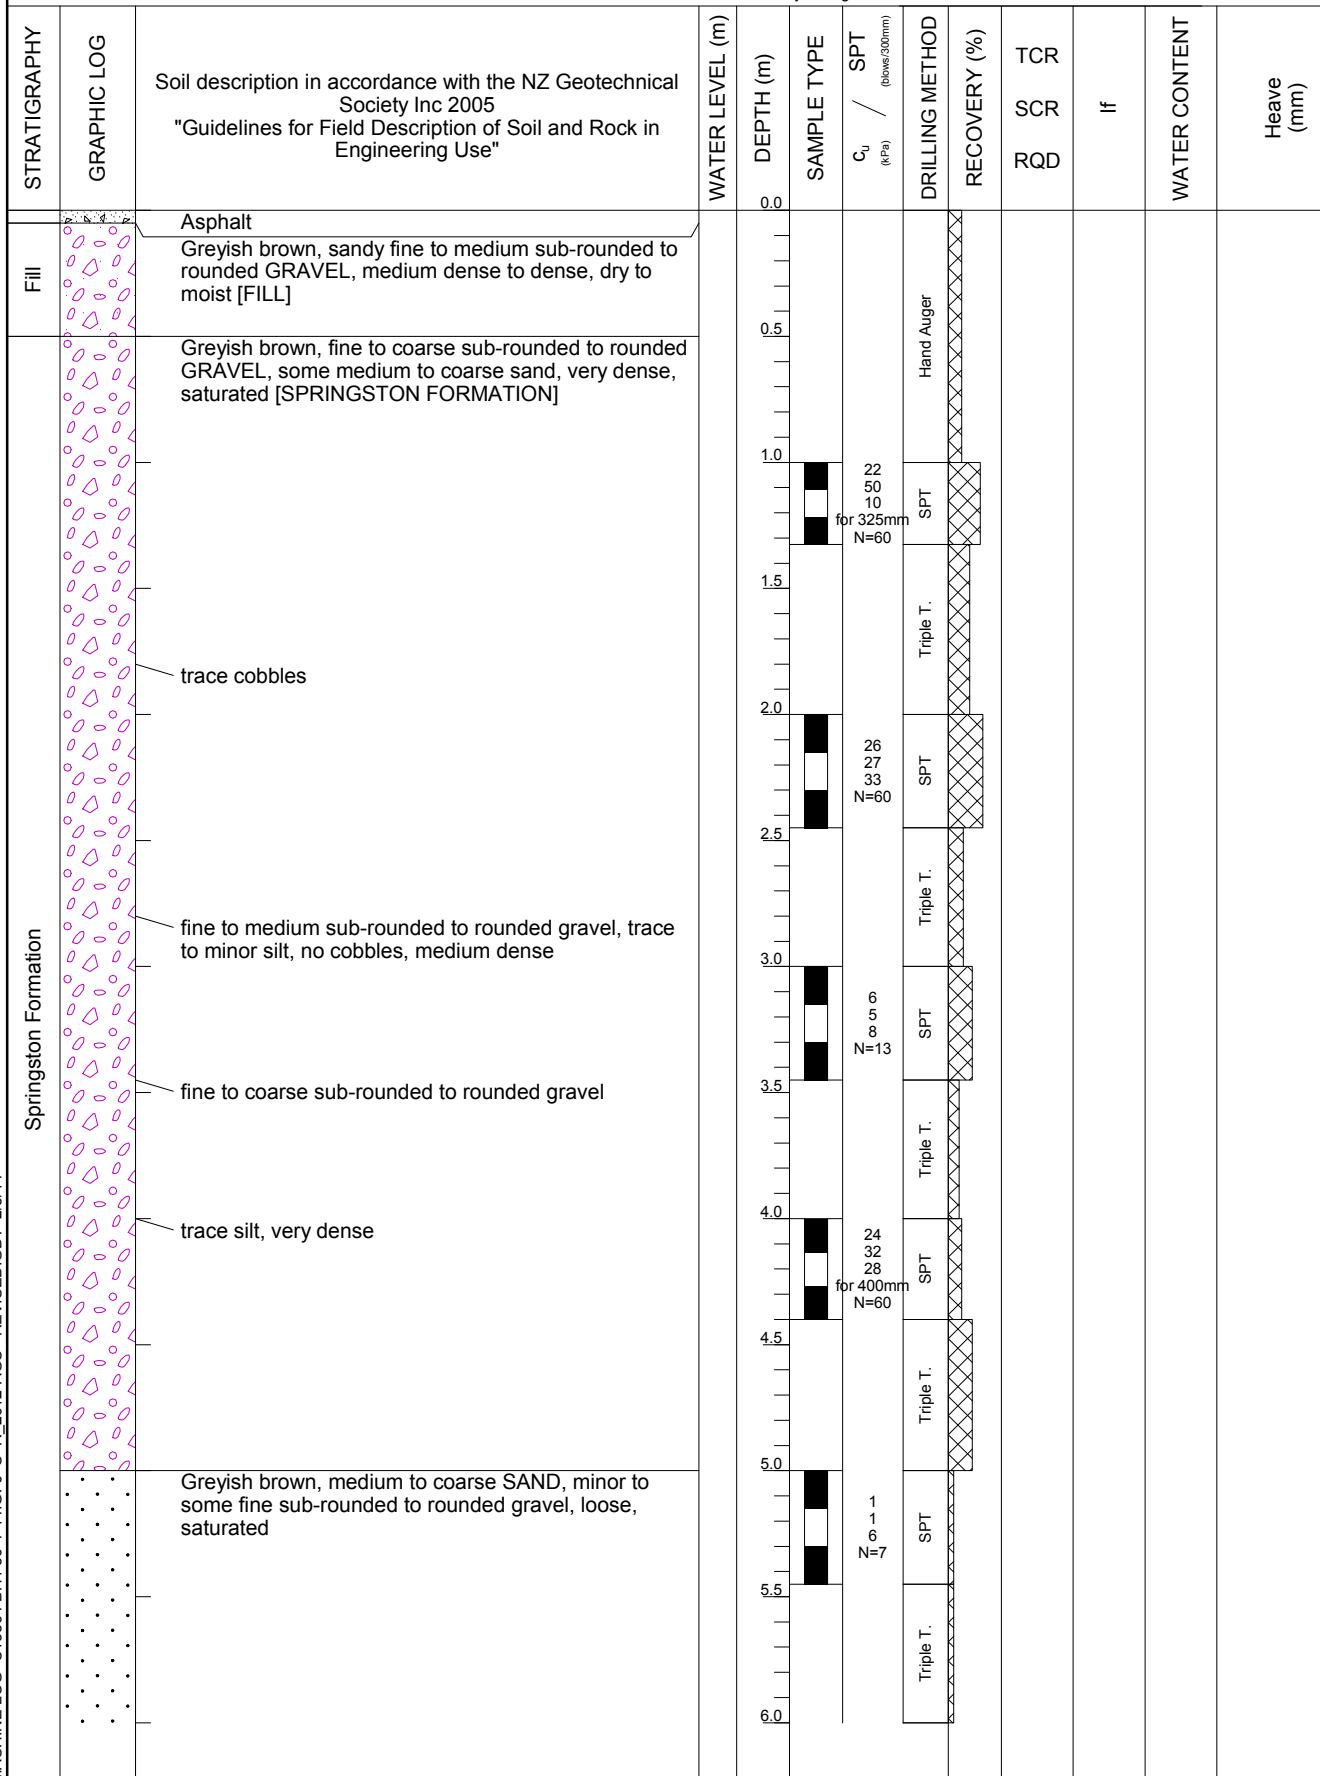 STRATIGRAPHY
GRAPHIC LOG
Soil description in accordance with the NZ Geotechnical
Society Inc 2005
"Guidelines for Field Description of Soil and Rock in
Engineering Use"
WATER LEVEL (m)
DEPTH (m)
SAMPLE TYPE
SPT (blows/300mm)
/
cu (kPa)
DRILLING METHOD
RECOVERY (%)
TCR
SCR
RQD
If
WATER CONTENT
Heave
(mm)
0.0
Asphalt
Fill
Greyish brown, sandy fine to medium sub-rounded to
rounded GRAVEL, medium dense to dense, dry to
moist [FILL]
Hand Auger
0.5
Greyish brown, fine to coarse sub-rounded to rounded
GRAVEL, some medium to coarse sand, very dense,
saturated [SPRINGSTON FORMATION]
1.0
22
50
10
for 325mm
N=60
SPT
1.5
Triple T.
trace cobbles
2.0
26
27
33
N=60
SPT
2.5
Triple T.
fine to medium sub-rounded to rounded gravel, trace
to minor silt, no cobbles, medium dense
3.0
Springston Formation
6
5
8
N=13
SPT
3.5
fine to coarse sub-rounded to rounded gravel
Triple T.
4.0
trace silt, very dense
24
32
28
for 400mm
N=60
SPT
4.5
Triple T.
5.0
Greyish brown, medium to coarse SAND, minor to
some fine sub-rounded to rounded gravel, loose,
saturated
1
1
6
N=7
SPT
5.5
Triple T.
6.0